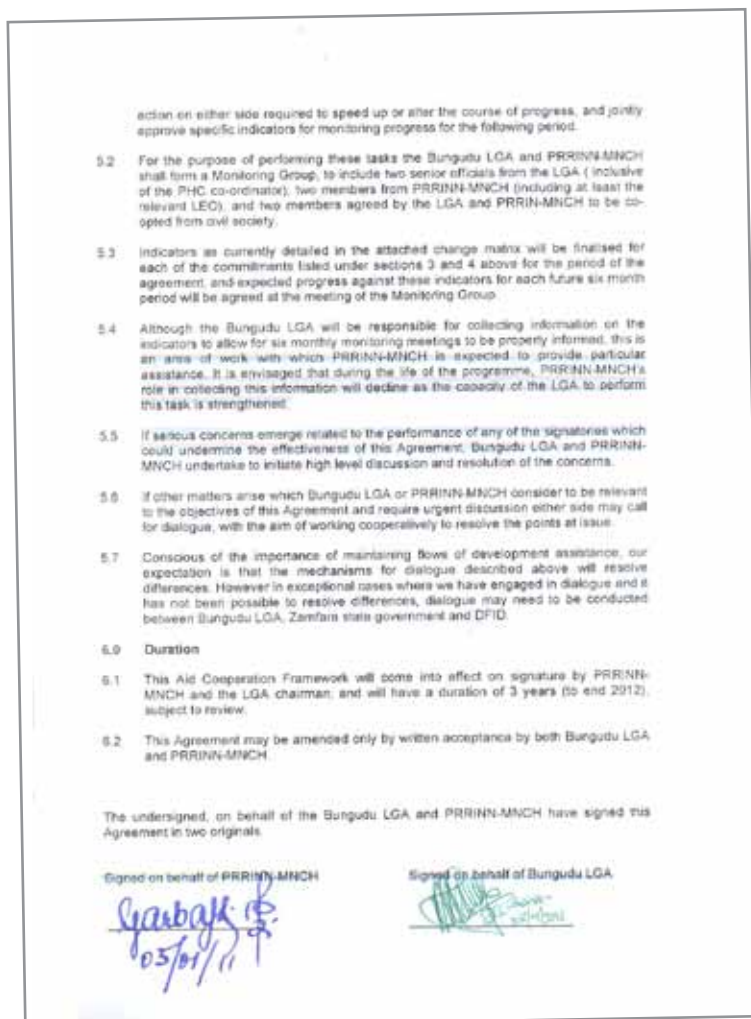 action on either side required to speed up or alter the course of progress, and jointly
approve specific indicators for monitoring progress for the following period.
5.2 For the purpose of performing these tasks the Bungudu LGA and PRRINN-MNCH
shall form a Monitoring Group, to include two senior officials from the LGA ( inclusive
of the PHC co-ordinator), two members from PRRINN-MNCH (including at least the
relevant LEC), and two members agreed by the LGA and PRRIN-MNCH to be co-
opted from civil society.
5.3 Indicators as currently detailed in the attached change matrix will be finalised for
each of the commitments listed under sections 3 and 4 above for the period of the
agreement, and expected progress against these indicators for each future six month
period will be agreed at the meeting of the Monitoring Group.
5.4 Although the Bungudu LGA will be responsible for collecting information on the
indicators to allow for six monthly monitoring meetings to be properly informed, this is
an area of work with which PRRINN-MNCH is expected to provide particular
assistance. It is envisaged that during the life of the programme, PRRINN-MNCH's
role in collecting this information will decline as the capacity of the LGA to perform
this task is strengthened.
5.5 If serious concerns emerge related to the performance of any of the signatories which
could undermine the effectiveness of this Agreement, Bungudu LGA and PRRINN-
MNCH undertake to initiate high level discussion and resolution of the concerns.
5.6 If other matters arise which Bungudu LGA or PRRINN-MNCH consider to be relevant
to the objectives of this Agreement and require urgent discussion either side may call
for dialogue, with the aim of working cooperatively to resolve the points at issue.
5.7 Conscious of the importance of maintaining flows of development assistance, our
expectation is that the mechanisms for dialogue described above will resolve
differences. However in exceptional cases where we have engaged in dialogue and it
has not been possible to resolve differences, dialogue may need to be conducted
between Bungudu LGA, Zamfara state government and DFID.
6.0 Duration
6.1 This Aid Cooperation Framework will come into effect on signature by PRRINN-
MNCH and the LGA chairman, and will have a duration of 3 years (to end 2012),
subject to review.
6.2 This Agreement may be amended only by written acceptance by both Bungudu LGA
and PRRINN-MNCH.
The undersigned, on behalf of the Bungudu LGA and PRRINN-MNCH have signed this
Agreement in two originals.
Signed on behalf of PRRINN-MNCH Signed on behalf of Bungudu LGA
05/01/11